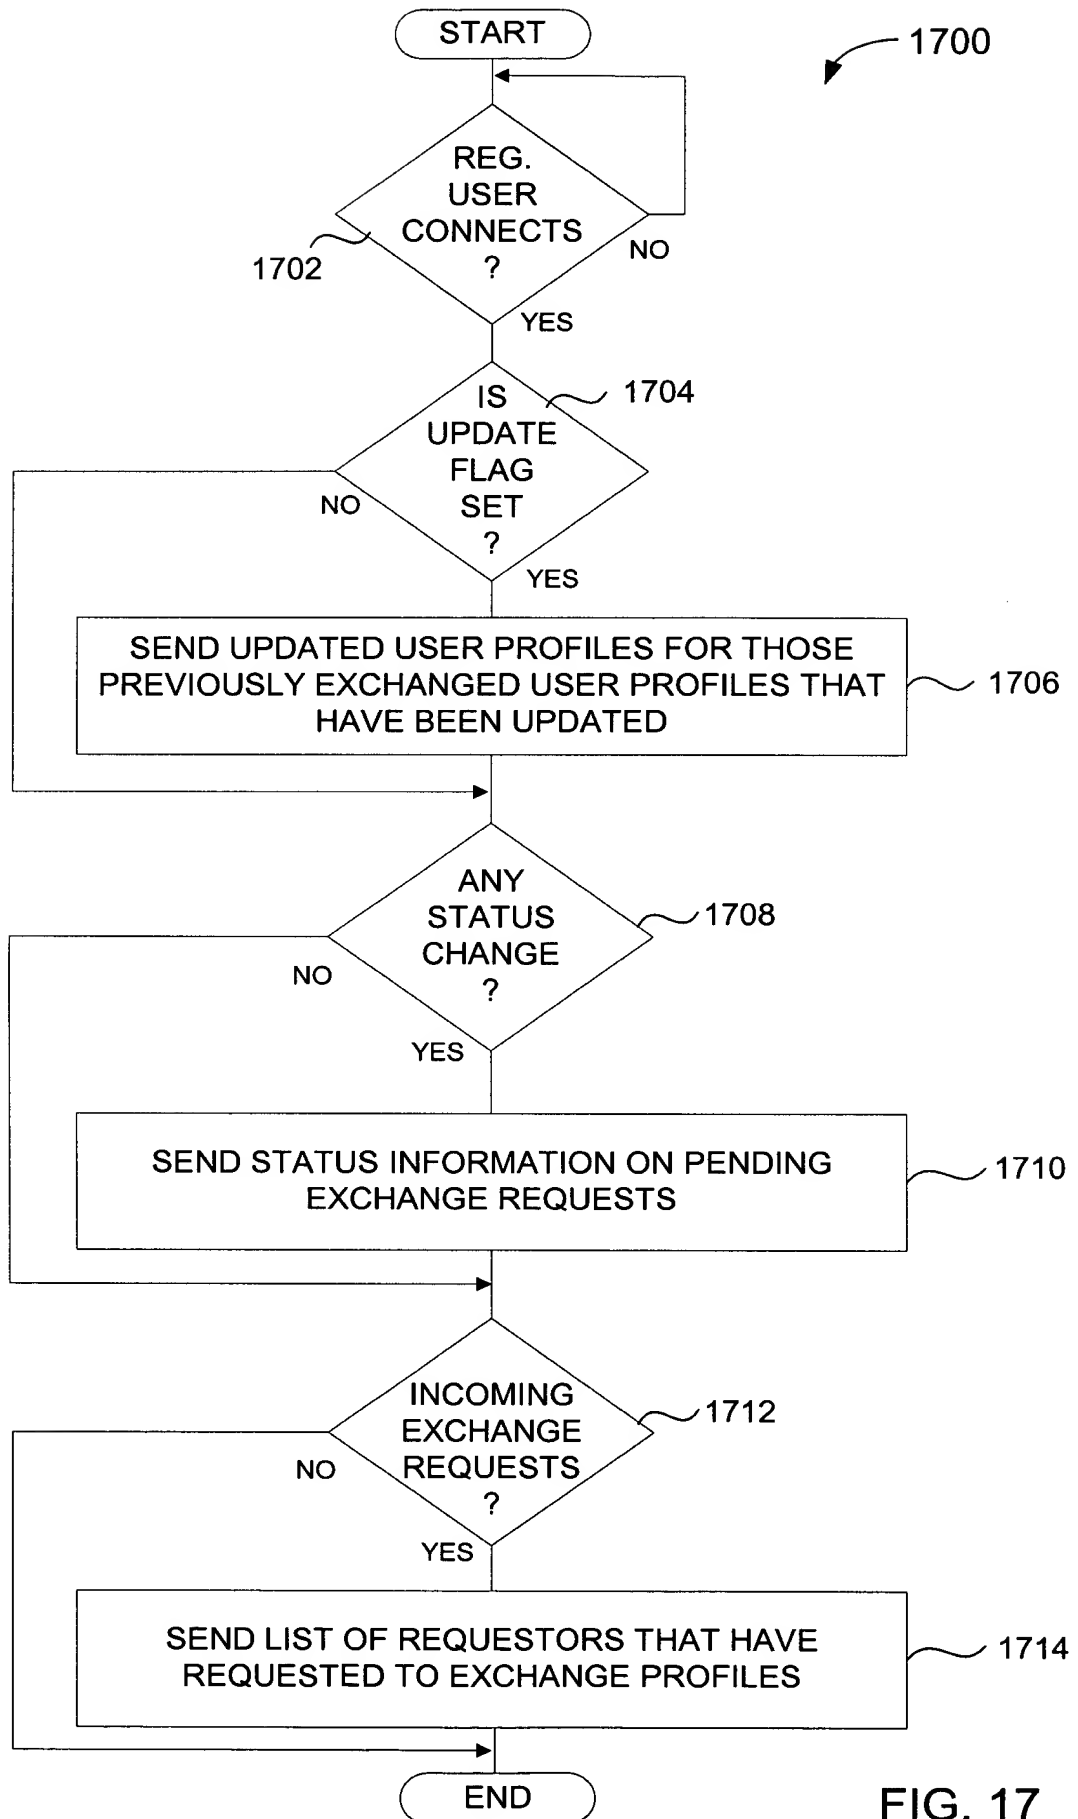 START
1700
REG.
USER
CONNECTS
?
1702
NO
YES
IS
UPDATE
FLAG
SET
?
1704
NO
YES
SEND UPDATED USER PROFILES FOR THOSE
PREVIOUSLY EXCHANGED USER PROFILES THAT
HAVE BEEN UPDATED
1706
ANY
STATUS
CHANGE
?
1708
NO
YES
SEND STATUS INFORMATION ON PENDING
EXCHANGE REQUESTS
1710
INCOMING
EXCHANGE
REQUESTS
?
1712
NO
YES
SEND LIST OF REQUESTORS THAT HAVE
REQUESTED TO EXCHANGE PROFILES
1714
END
FIG. 17